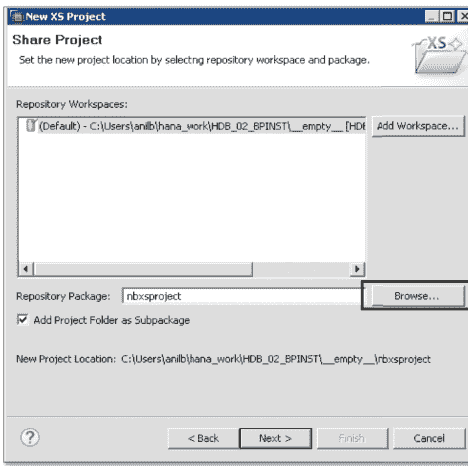 New XS Project
Share Project
Set the new project location by selectng repository workspace and package.
XS
Repository Workspaces:
(Default) - C:\Users\anilb\hana_work\HDB_02_BPINST\__empty__ [HDB
Add Workspace...
Repository Package: nbxsproject
Browse...
Add Project Folder as Subpackage
New Project Location: C:\Users\anilb\hana_work\HDB_02_BPINST\__empty__\nbxsproject
?
< Back
Next >
Finish
Cancel